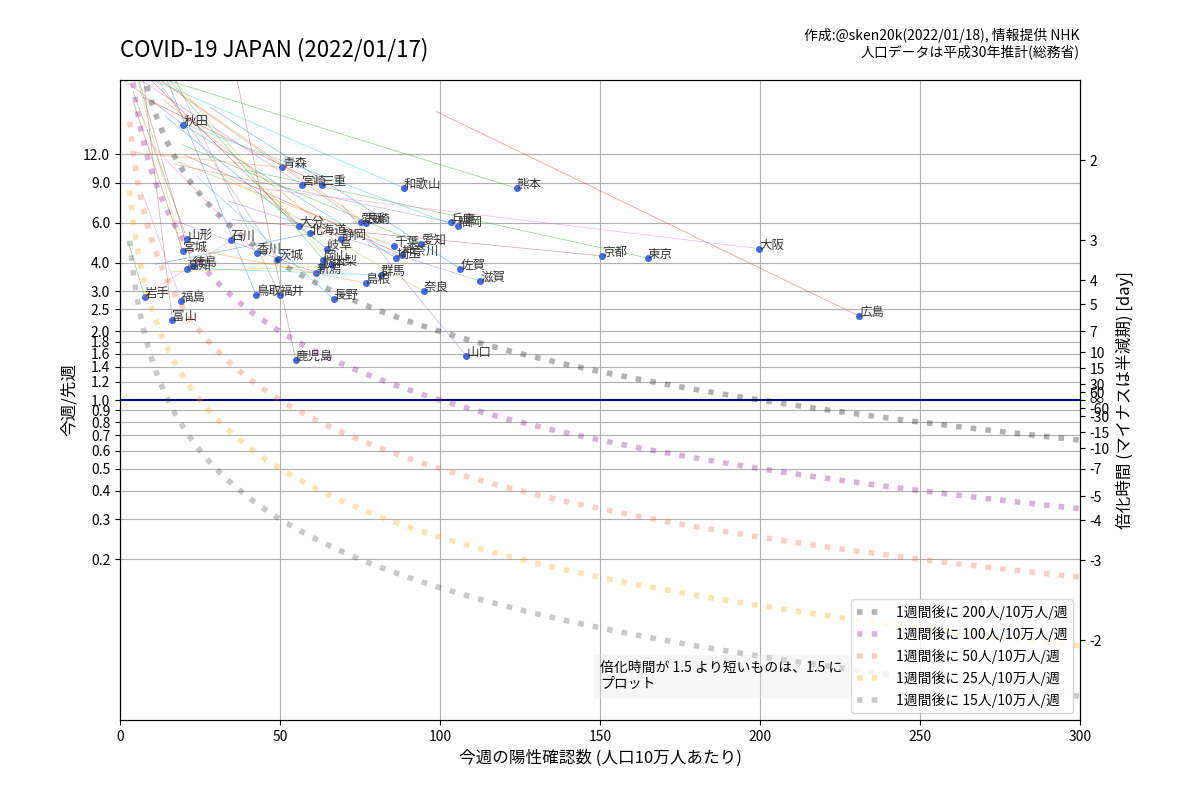 COVID-19 JAPAN (2022/01/17)
作成:@sken20k(2022/01/18), 情報提供 NHK
人口データは平成30年推計(総務省)
今週/先週
12.0
9.0
6.0
4.0
3.0
2.5
2.0
1.8
1.6
1.4
1.2
1.0
0.9
0.8
0.7
0.6
0.5
0.4
0.3
0.2
秋田
青森
宮崎
三重
和歌山
熊本
大分
北海道
静岡
兵庫
福岡
長崎
愛知
大阪
山形
石川
宮城
香川
茨城
岐阜
京都
東京
徳島
高知
新潟
群馬
佐賀
滋賀
島根
奈良
岩手
福島
鳥取
福井
長野
富山
広島
山口
鹿児島
2
3
4
5
7
10
15
30
60
∞
-60
-30
-15
-10
-7
-5
-4
-3
-2
倍化時間 (マイナスは半減期) [day]
1週間後に 200人/10万人/週
1週間後に 100人/10万人/週
1週間後に 50人/10万人/週
1週間後に 25人/10万人/週
1週間後に 15人/10万人/週
倍化時間が 1.5 より短いものは、1.5 に
プロット
0 50 100 150 200 250 300
今週の陽性確認数 (人口10万人あたり)